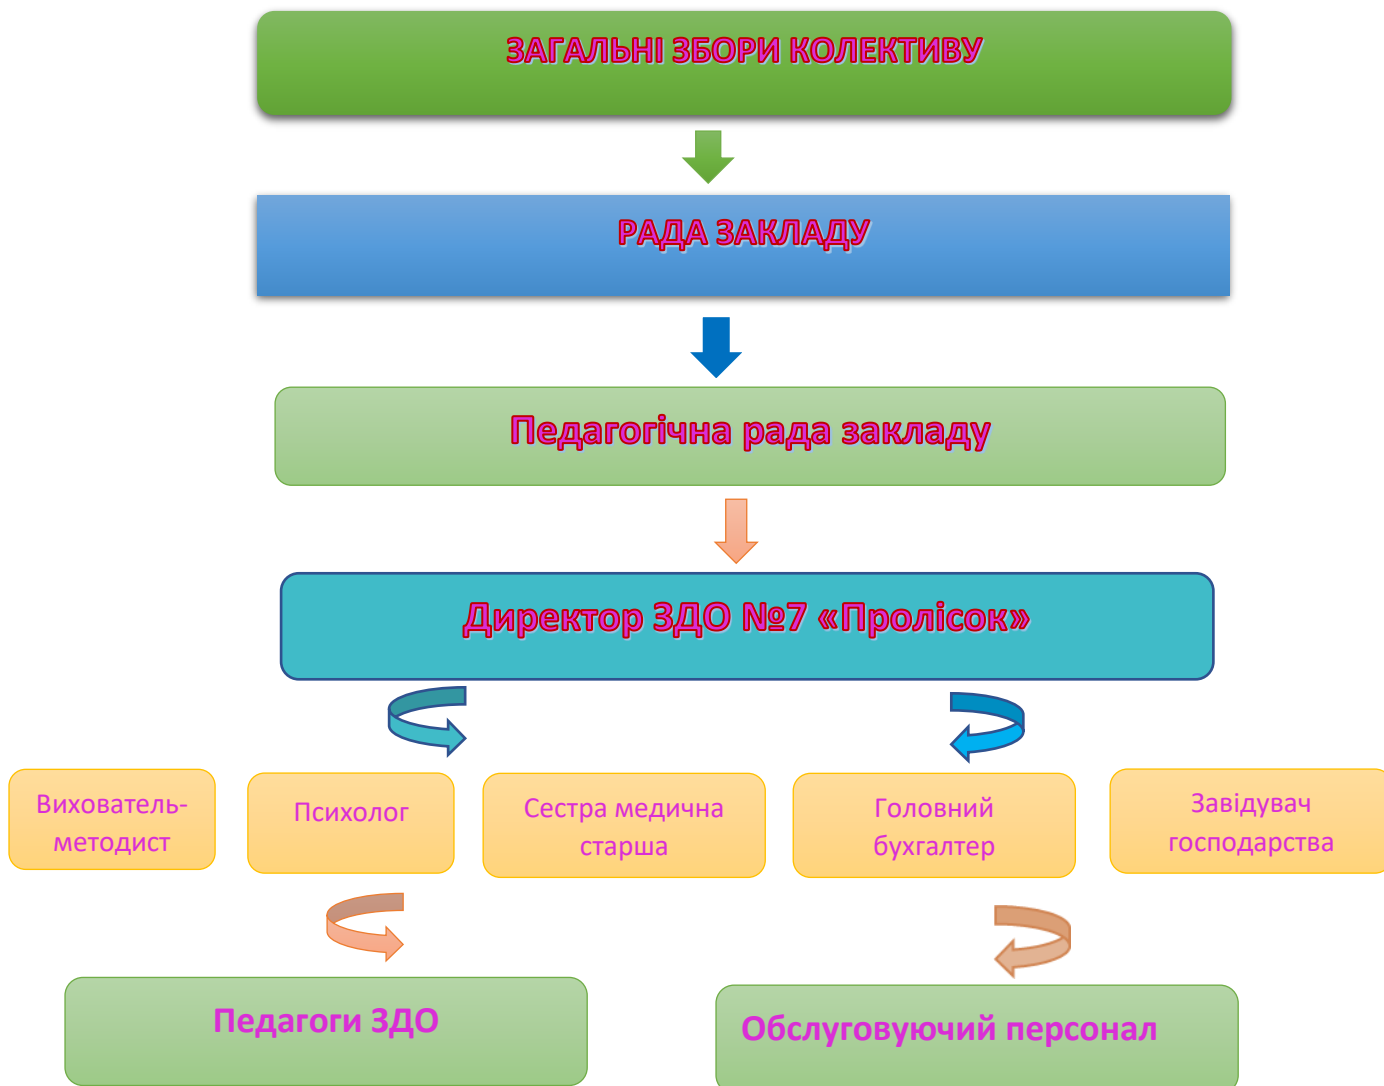 ЗАГАЛЬНІ ЗБОРИ КОЛЕКТИВУ
РАДА ЗАКЛАДУ
Педагогічна рада закладу
Директор ЗДО №7 «Пролісок»
Вихователь-
методист
Психолог
Сестра медична
старша
Головний
бухгалтер
Завідувач
господарства
Педагоги ЗДО
Обслуговуючий персонал